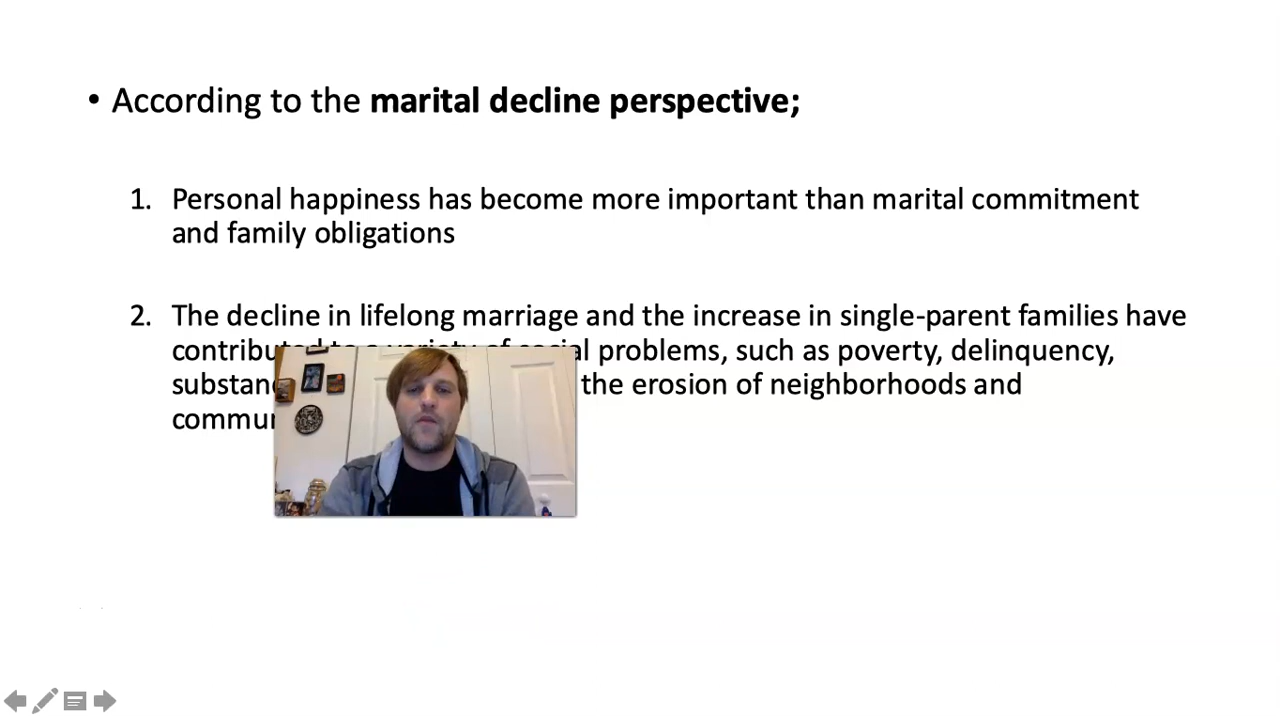 • According to the marital decline perspective;
1. Personal happiness has become more important than marital commitment
and family obligations
2. The decline in lifelong marriage and the increase in single-parent families have
problems, such as poverty, delinquency,
the erosion of neighborhoods and